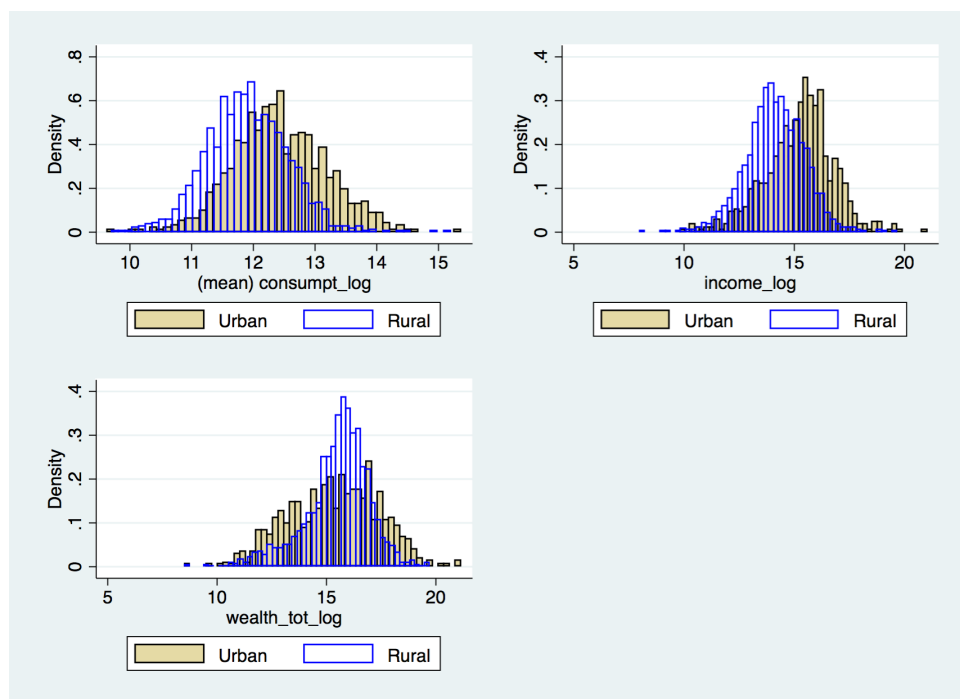 Density
.8
.6
.4
.2
0
10 11 12 13 14 15
(mean) consumpt_log
Urban Rural
Density
.4
.3
.2
.1
0
5 10 15 20
income_log
Urban Rural
Density
.4
.3
.2
.1
0
5 10 15 20
wealth_tot_log
Urban Rural